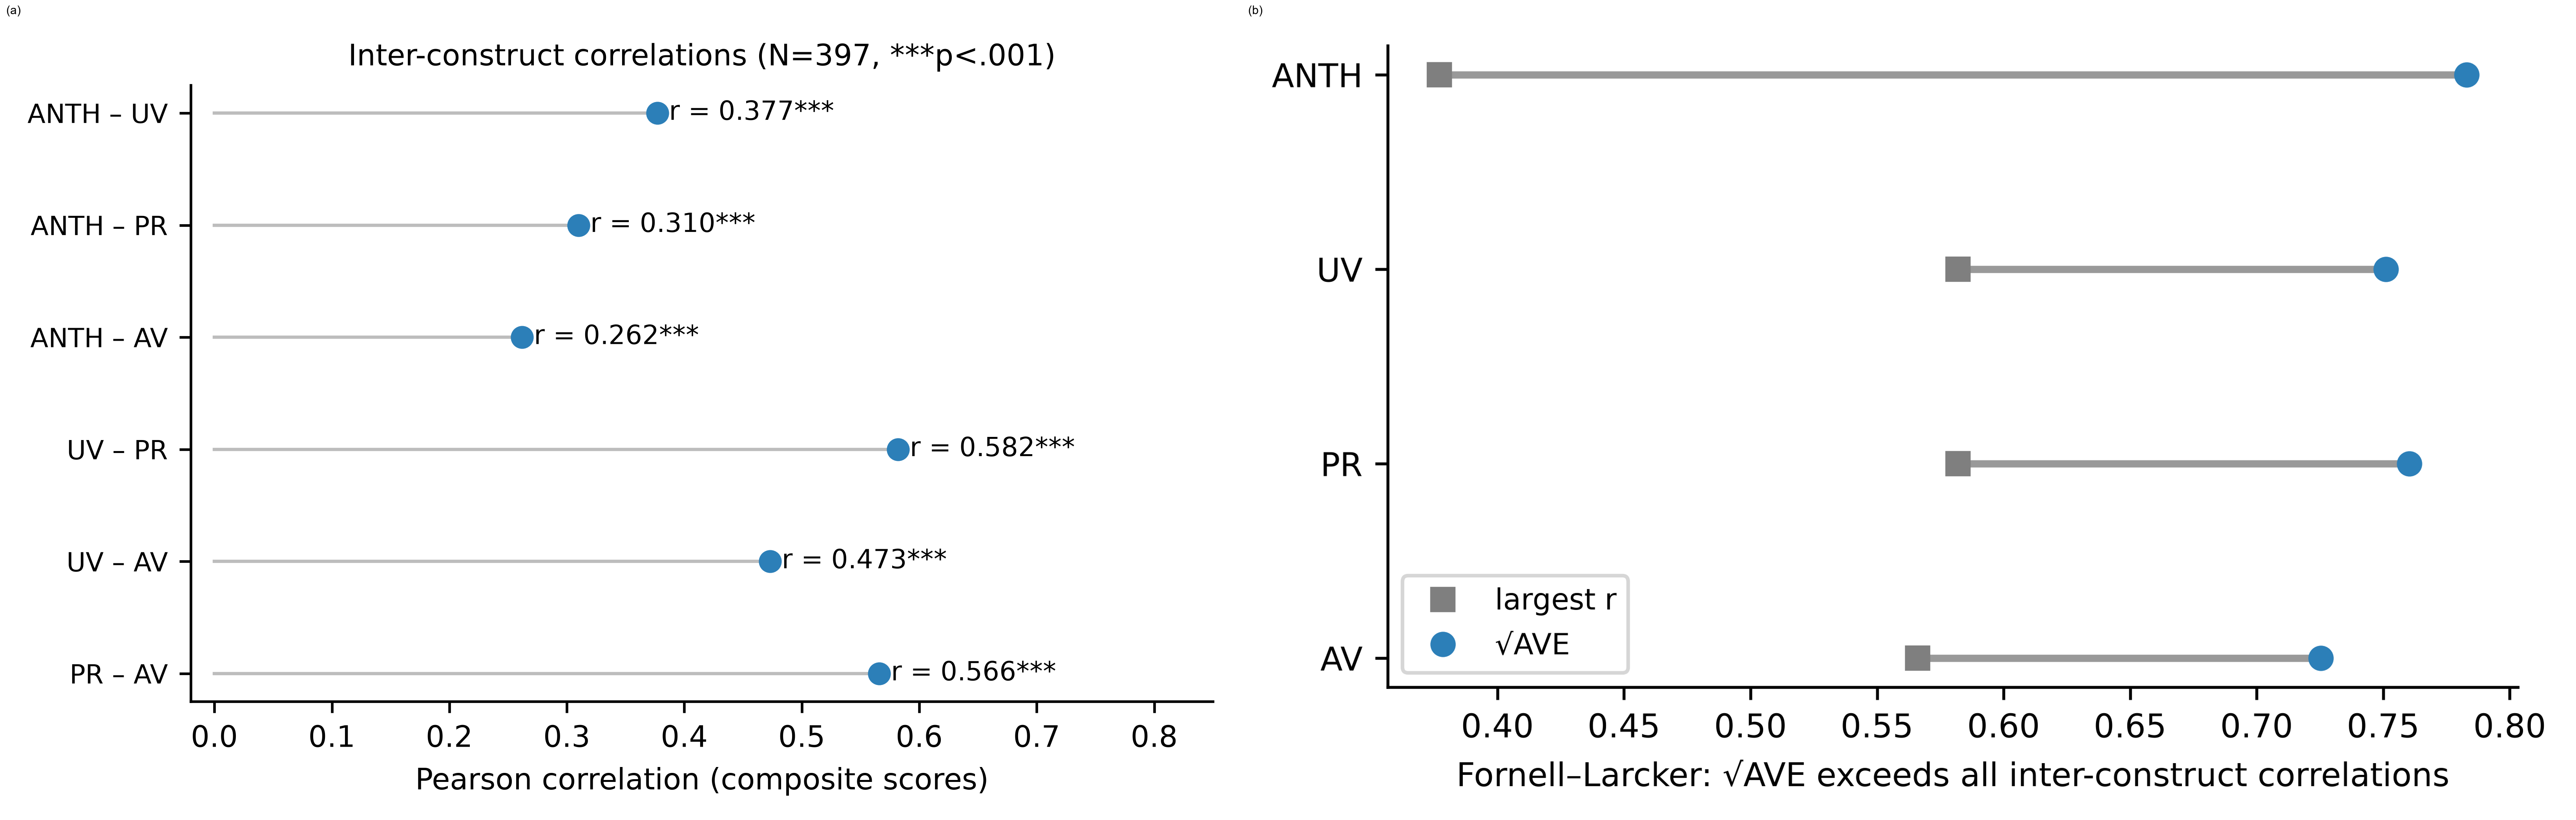 (a)
Inter-construct correlations (N=397, ***p<.001)
ANTH – UV
r = 0.377***
ANTH – PR
r = 0.310***
ANTH – AV
r = 0.262***
UV – PR
r = 0.582***
UV – AV
r = 0.473***
PR – AV
r = 0.566***
0.0 0.1 0.2 0.3 0.4 0.5 0.6 0.7 0.8
Pearson correlation (composite scores)
(b)
ANTH
UV
PR
AV
largest r
√AVE
0.40 0.45 0.50 0.55 0.60 0.65 0.70 0.75 0.80
Fornell–Larcker: √AVE exceeds all inter-construct correlations